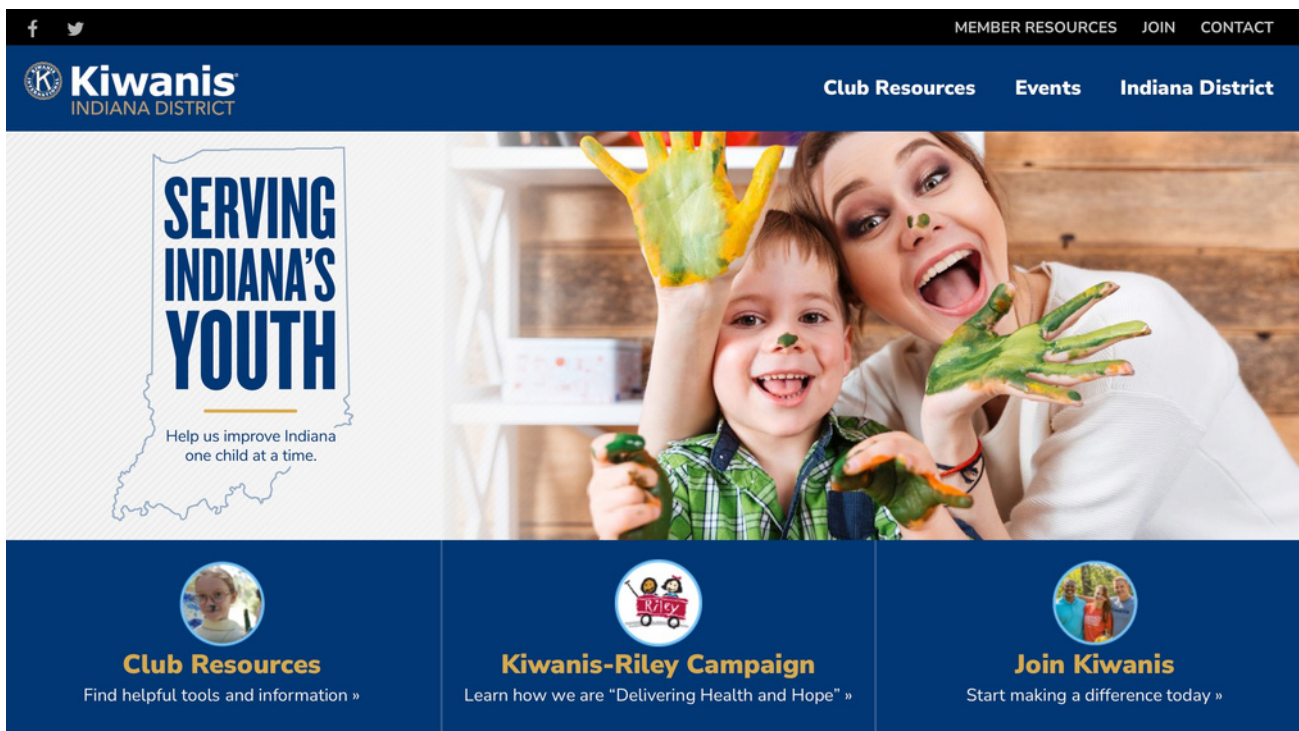 MEMBER RESOURCES JOIN CONTACT
Kiwanis
INDIANA DISTRICT
Club Resources Events Indiana District
SERVING
INDIANA'S
YOUTH
Help us improve Indiana
one child at a time.
Riley
Club Resources
Find helpful tools and information »
Kiwanis-Riley Campaign
Learn how we are “Delivering Health and Hope” »
Join Kiwanis
Start making a difference today »